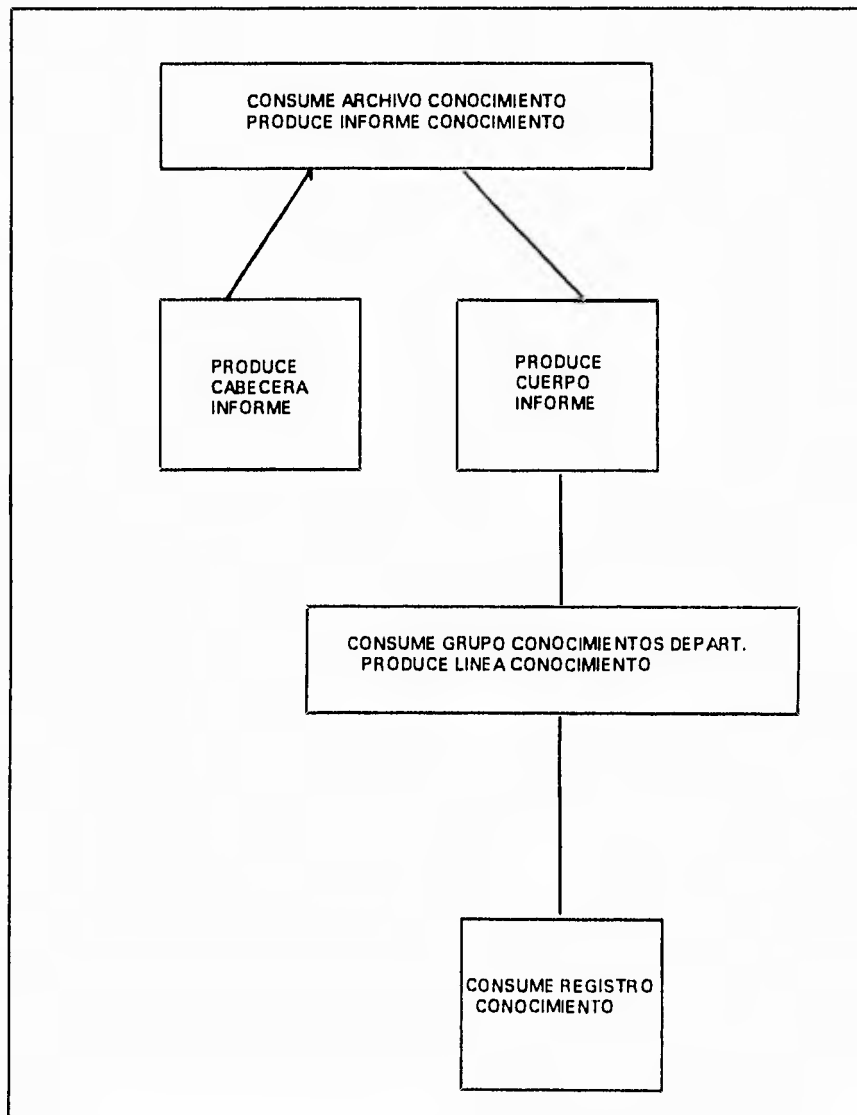 CONSUME ARCHIVO CONOCIMIENTO
PRODUCE INFORME CONOCIMIENTO
PRODUCE
CABECERA
INFORME
PRODUCE
CUERPO
INFORME
CONSUME GRUPO CONOCIMIENTOS DEPART.
PRODUCE LINEA CONOCIMIENTO
CONSUME REGISTRO
CONOCIMIENTO